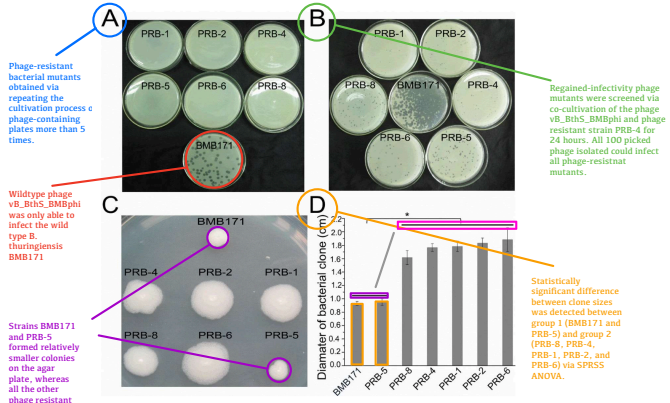 A
PRB-1
PRB-2
PRB-4
PRB-5
PRB-6
PRB-8
BMB171
B
PRB-1
PRB-2
PRB-8
BMB171
PRB-4
PRB-6
PRB-5
Phage-resistant
bacterial mutants
obtained via
repeating the
cultivation process o
phage-containing
plates more than 5
times.
Wildtype phage
vB_BthS_BMBphi
was only able to
infect the wild
type B.
thuringiensis
BMB171
Strains BMB171
and PRB-5
formed relatively
smaller colonies
on the agar
plate, whereas
all the other
phage resistant
Regained-infectivity phage
mutants were screened via
co-cultivation of the phage
vB_BthS_BMBphi and phage
resistant strain PRB-4 for
24 hours. All 100 picked
phage isolated could infect
all phage-resistnat
mutants.
C
BMB171
PRB-4
PRB-2
PRB-1
PRB-8
PRB-6
PRB-5
D
*
Diamater of bacterial clone (cm)
2.2
2.0
1.8
1.6
1.4
1.2
1.0
0.8
0.6
0.4
0.2
0.0
BMB171
PRB-5
PRB-8
PRB-4
PRB-1
PRB-2
PRB-6
Statistically
significant difference
between clone sizes
was detected between
group 1 (BMB171 and
PRB-5) and group 2
(PRB-8, PRB-4,
PRB-1, PRB-2, and
PRB-6) via SPRSS
ANOVA.